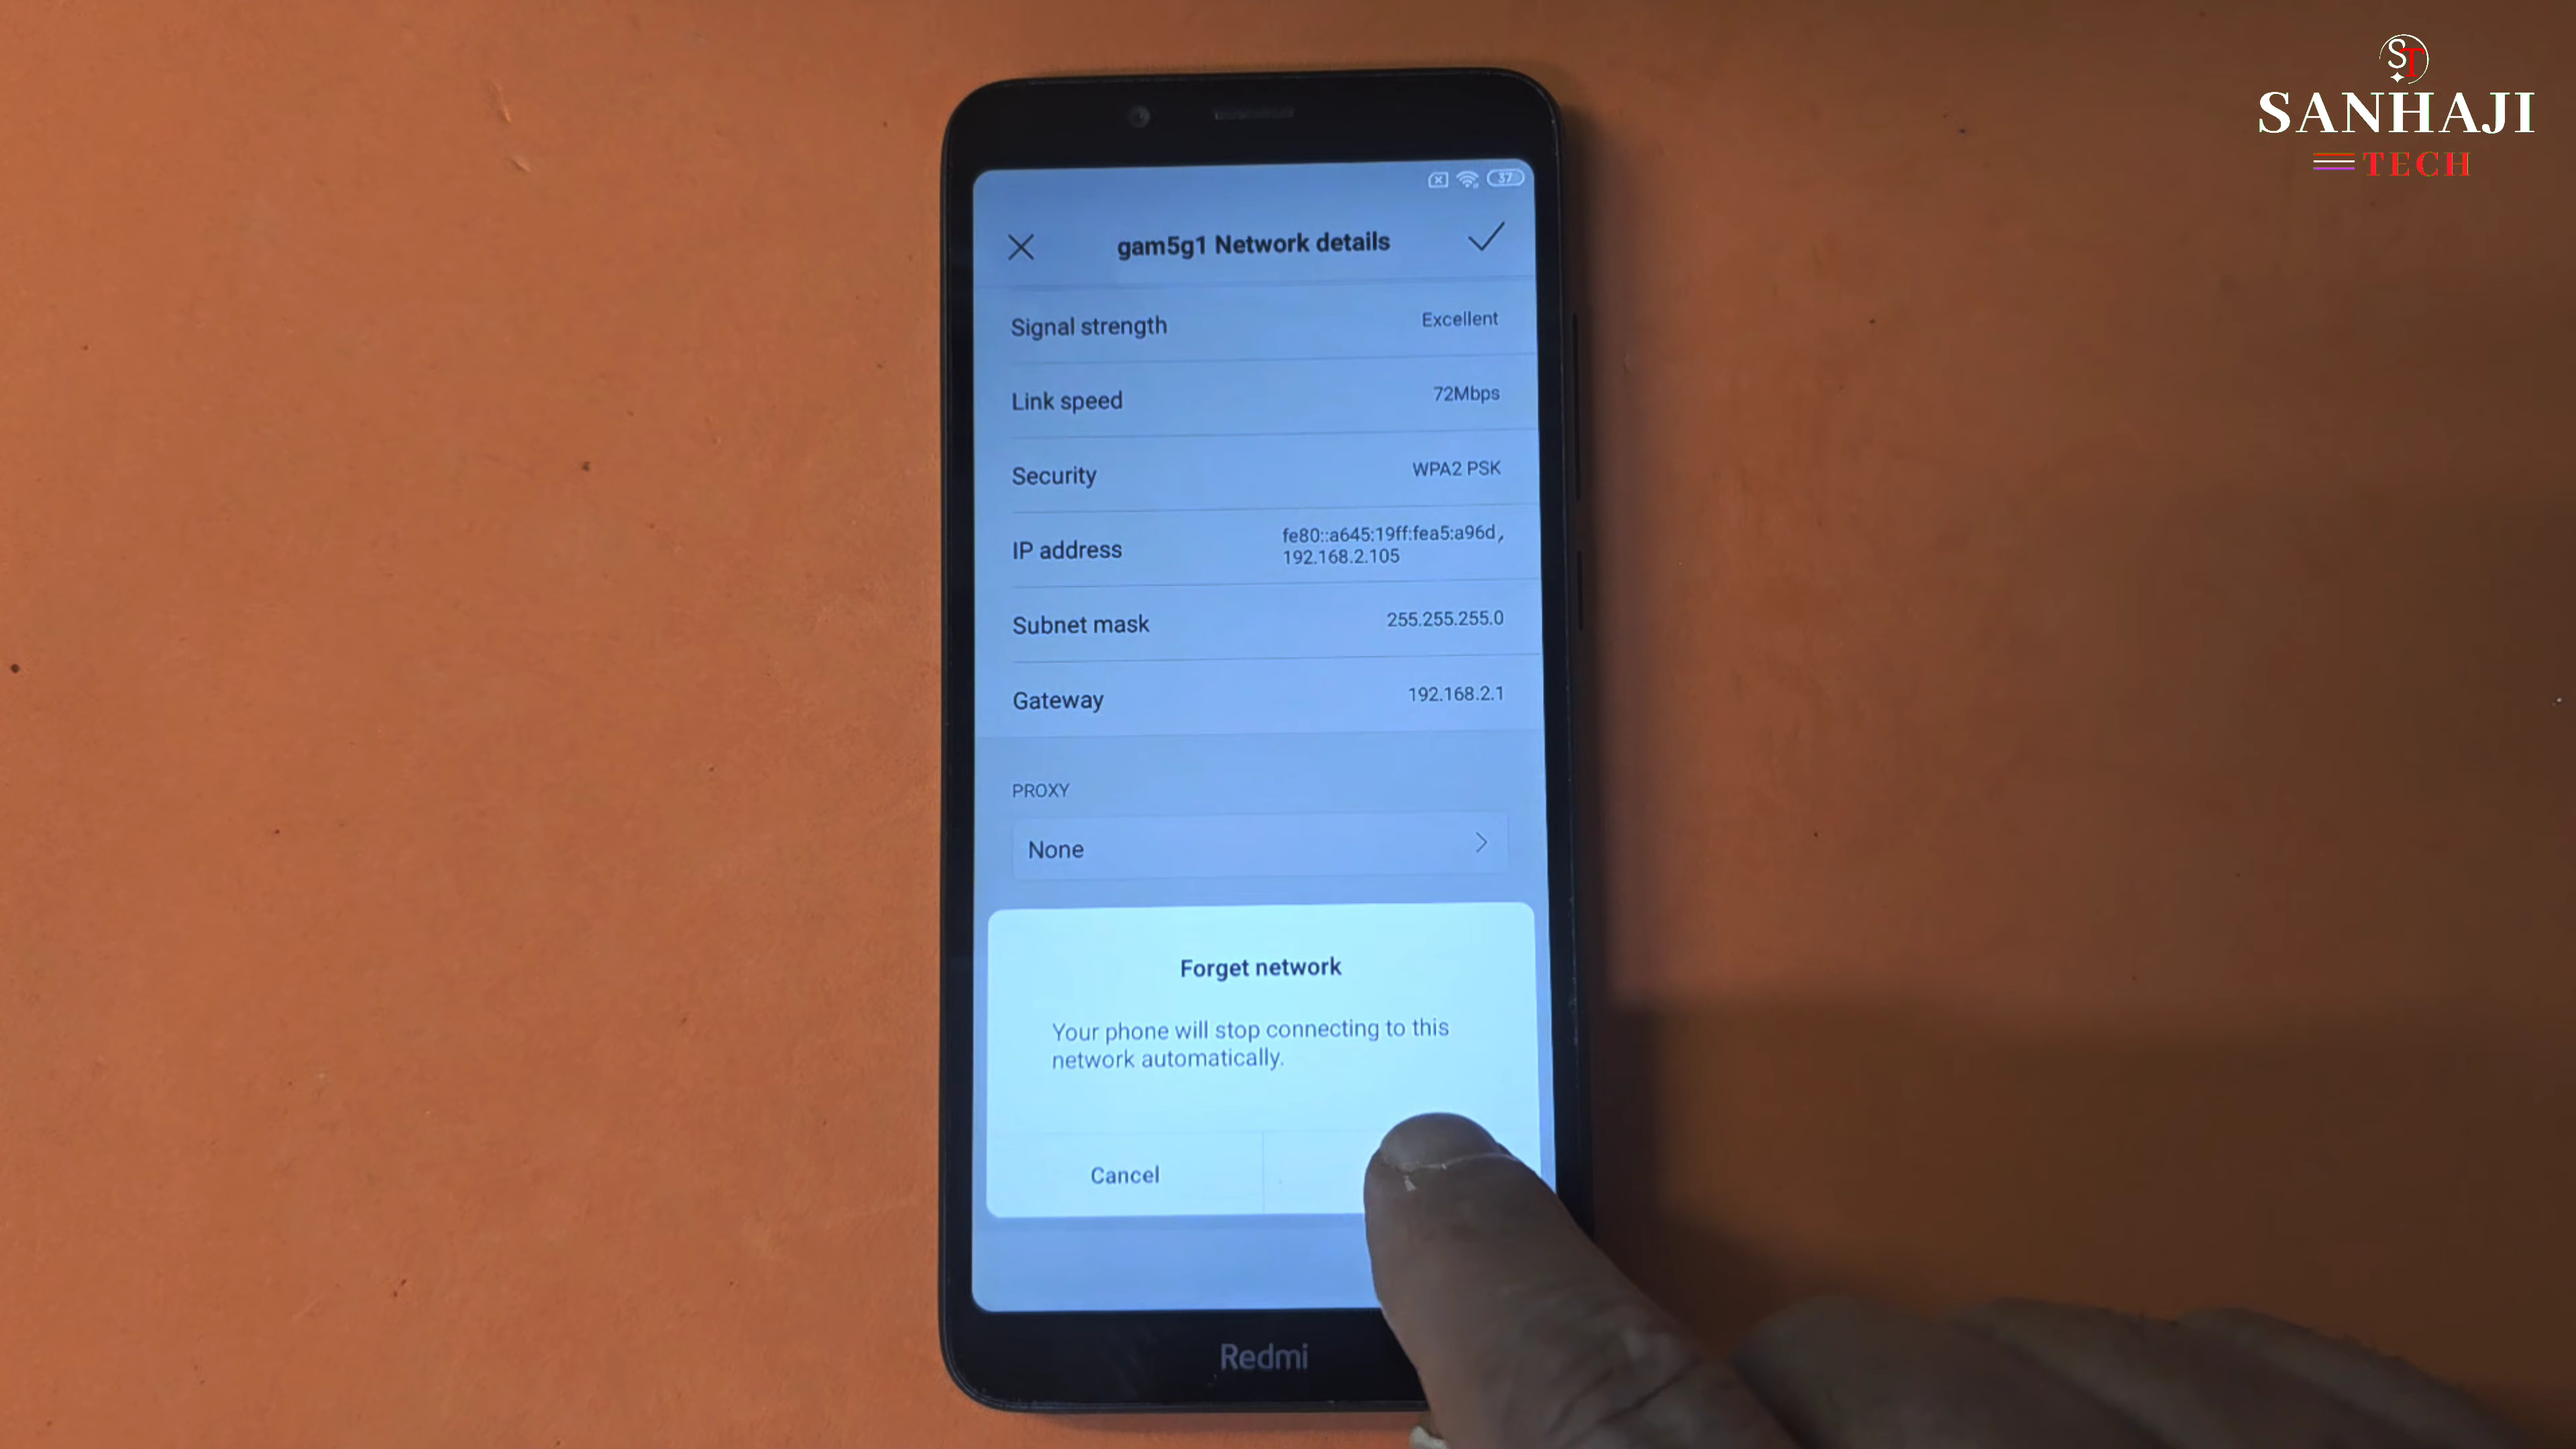 ST
SANHAJI
TECH
37
gam5g1 Network details
Signal strength Excellent
Link speed 72Mbps
Security WPA2 PSK
IP address fe80::a645:19ff:fea5:a96d,
192.168.2.105
Subnet mask 255.255.255.0
Gateway 192.168.2.1
PROXY
None
Forget network
Your phone will stop connecting to this
network automatically.
Cancel
Redmi